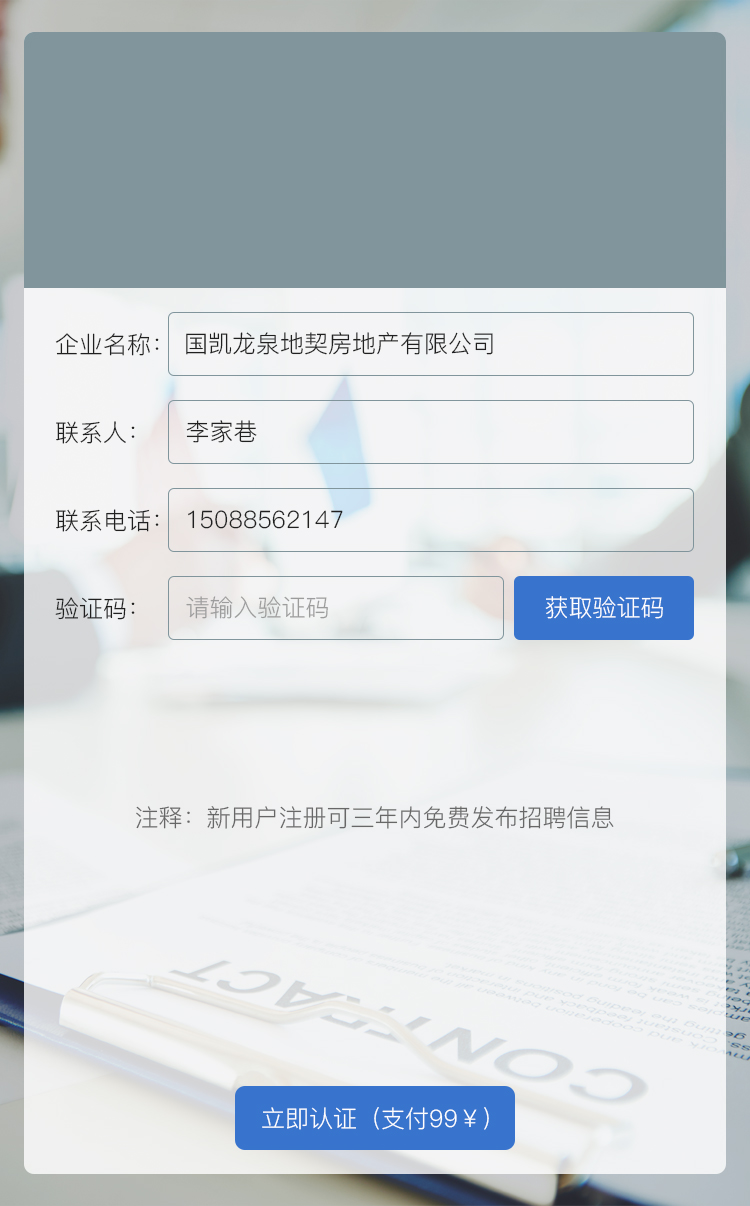 企业名称：国凯龙泉地契房地产有限公司
联系人：李家巷
联系电话：15088562147
验证码：请输入验证码 获取验证码
注释：新用户注册可三年内免费发布招聘信息
CONTRACT
立即认证（支付99￥）